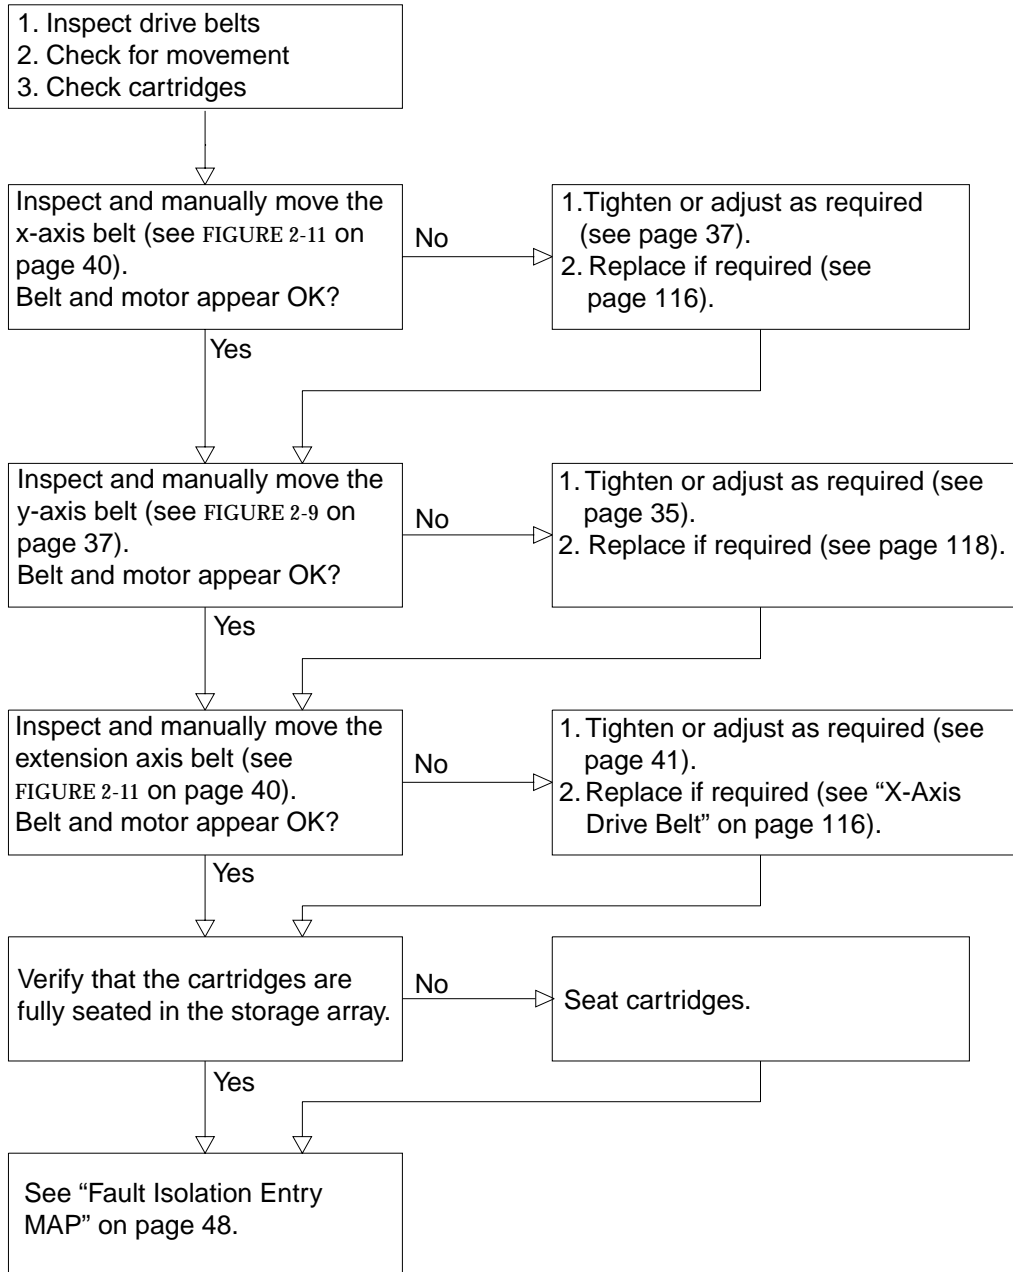 1. Inspect drive belts
2. Check for movement
3. Check cartridges
Inspect and manually move the
x-axis belt (see FIGURE 2-11 on
page 40).
Belt and motor appear OK?
No
1.Tighten or adjust as required
(see page 37).
2. Replace if required (see
page 116).
Yes
Inspect and manually move the
y-axis belt (see FIGURE 2-9 on
page 37).
Belt and motor appear OK?
No
1. Tighten or adjust as required (see
page 35).
2. Replace if required (see page 118).
Yes
Inspect and manually move the
extension axis belt (see
FIGURE 2-11 on page 40).
Belt and motor appear OK?
No
1. Tighten or adjust as required (see
page 41).
2. Replace if required (see “X-Axis
Drive Belt” on page 116).
Yes
Verify that the cartridges are
fully seated in the storage array.
No
Seat cartridges.
Yes
See “Fault Isolation Entry
MAP” on page 48.